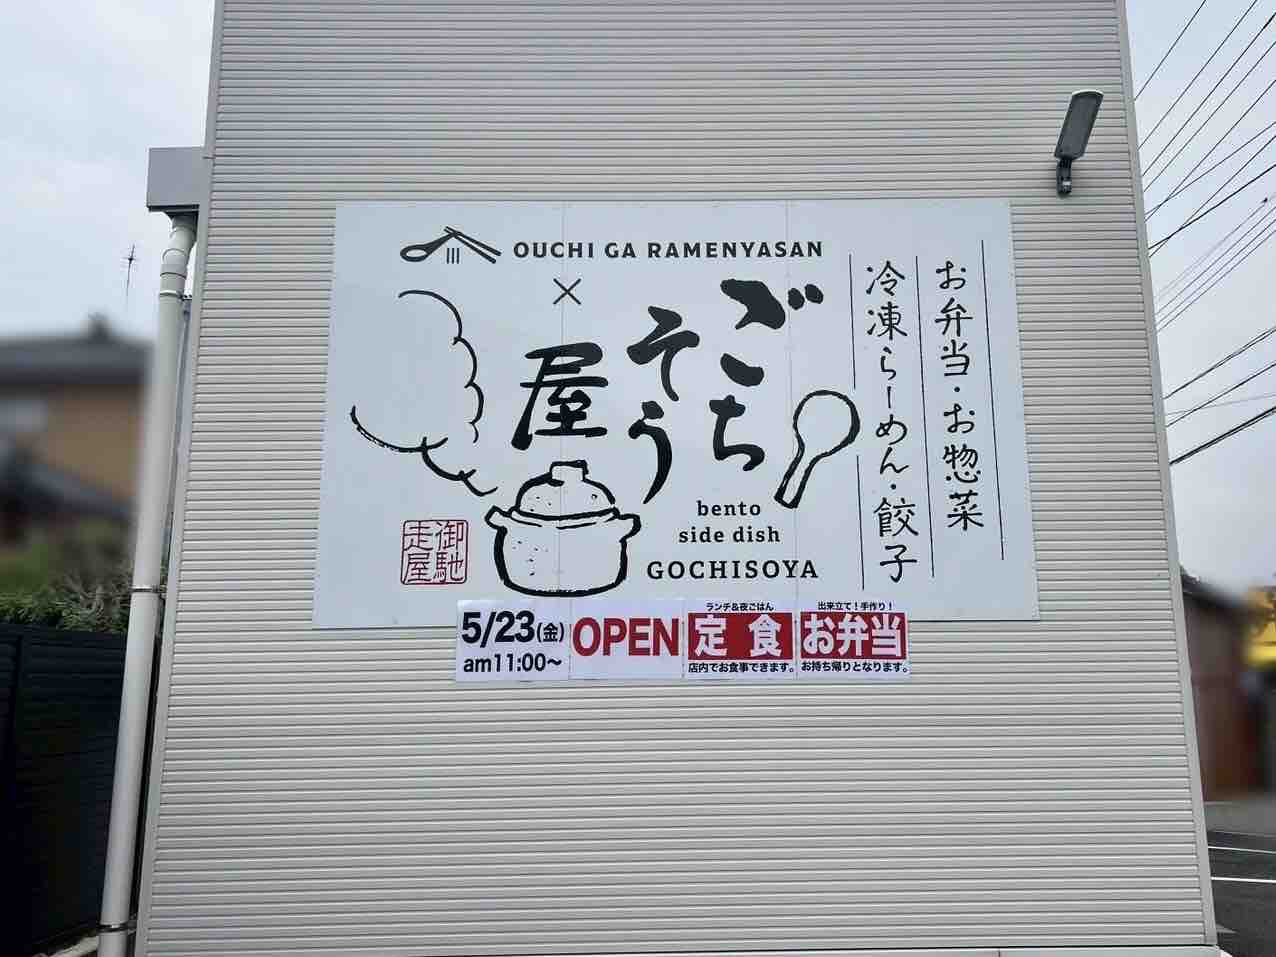 OUCHI GA RAMENYASAN
×
ごちそう屋
お弁当・お惣菜
冷凍らーめん・餃子
bento
side dish
GOCHISOYA
御馳走屋
5/23(金)
am11:00〜
OPEN
ランチ&夜ごはん
定食
店内でお食事できます。
出来立て!手作り!
お弁当
お持ち帰りとなります。